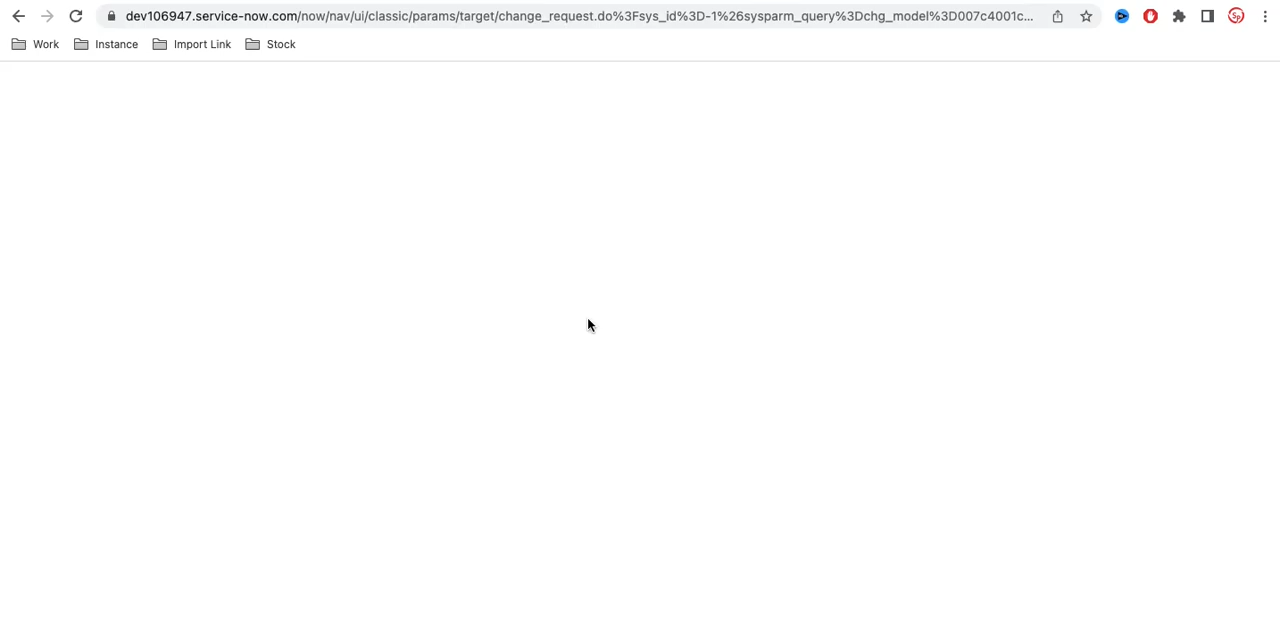 dev106947.service-now.com/now/nav/ui/classic/params/target/change_request.do%3Fsys_id%3D-1%26sysparm_query%3Dchg_model%3D007c4001c...
Sp
Work Instance Import Link Stock